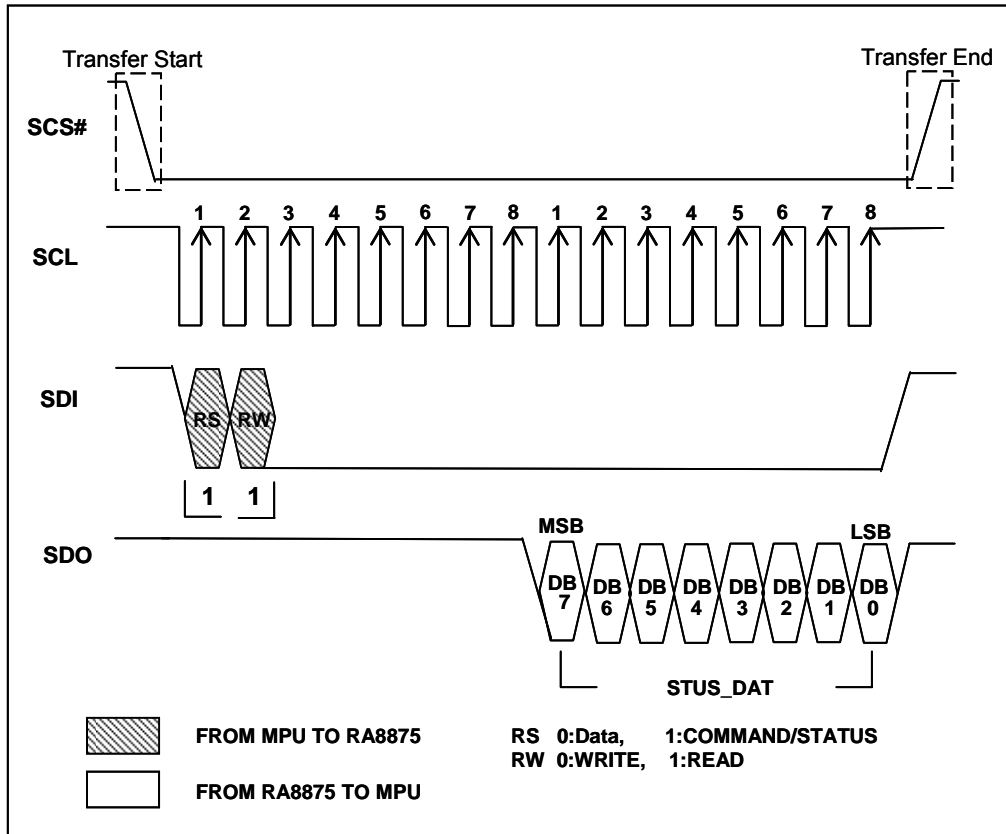 Transfer Start
Transfer End
SCS#
1 2 3 4 5 6 7 8 1 2 3 4 5 6 7 8
SCL
SDI
RS RW
1 1
SDO
MSB
LSB
DB 7 DB 6 DB 5 DB 4 DB 3 DB 2 DB 1 DB 0
STUS_DAT
FROM MPU TO RA8875
RS 0:Data, 1:COMMAND/STATUS
RW 0:WRITE, 1:READ
FROM RA8875 TO MPU